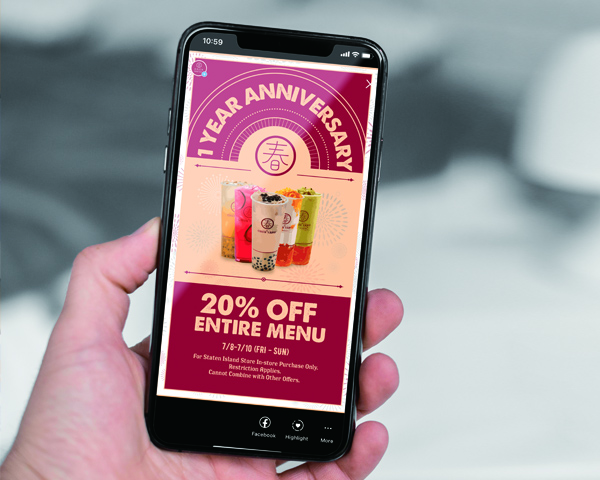 10:59
1 YEAR ANNIVERSARY
春
20% OFF
ENTIRE MENU
7/8-7/10 (FRI - SUN)
For Staten Island Store In-store Purchase Only.
Restriction Applies.
Cannot Combine with Other Offers.
Facebook
Highlight
More